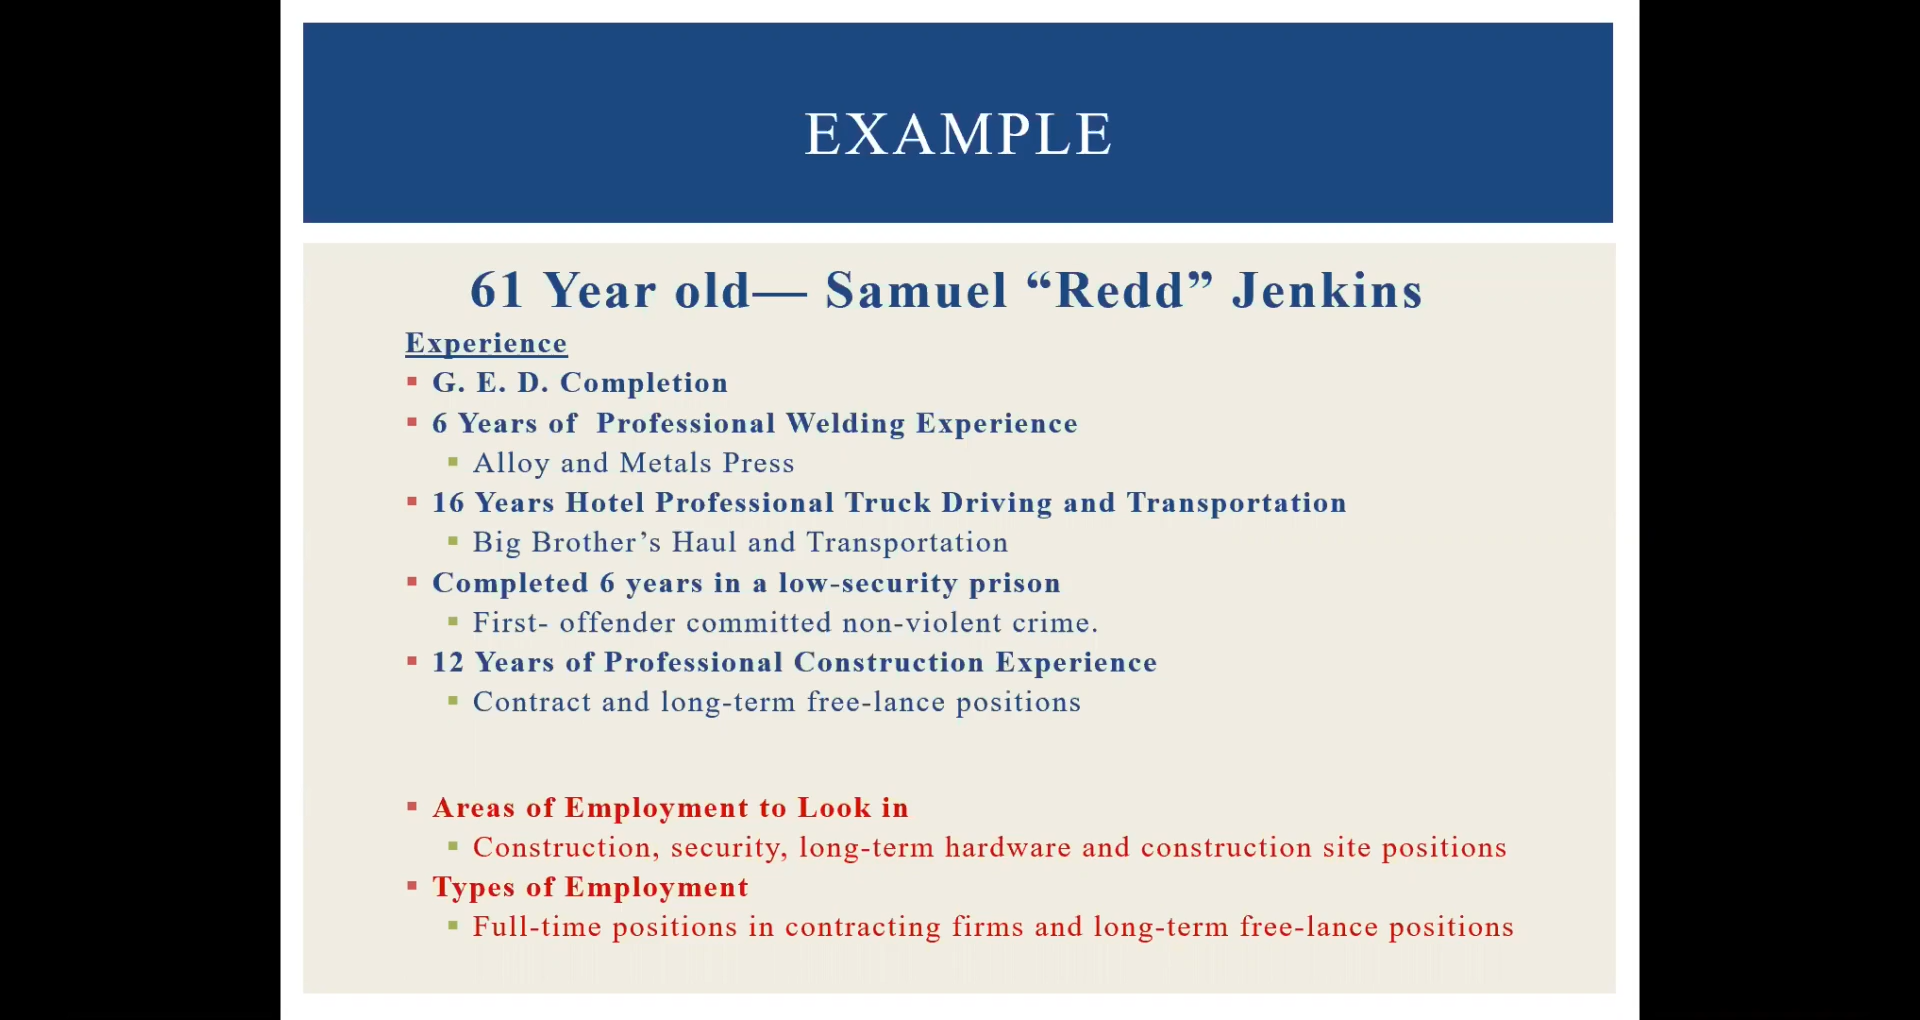 EXAMPLE
61 Year old— Samuel “Redd” Jenkins
Experience
G. E. D. Completion
6 Years of Professional Welding Experience
Alloy and Metals Press
16 Years Hotel Professional Truck Driving and Transportation
Big Brother’s Haul and Transportation
Completed 6 years in a low-security prison
First- offender committed non-violent crime.
12 Years of Professional Construction Experience
Contract and long-term free-lance positions
Areas of Employment to Look in
Construction, security, long-term hardware and construction site positions
Types of Employment
Full-time positions in contracting firms and long-term free-lance positions